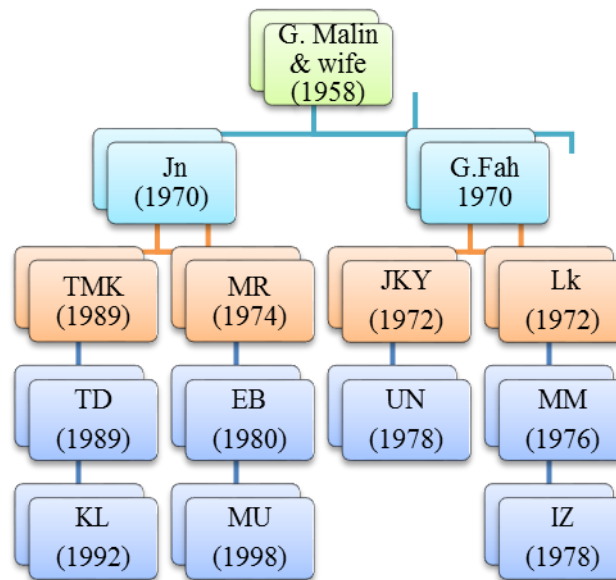 G. Malin
& wife
(1958)
Jn
(1970)
G.Fah
1970
TMK
(1989)
MR
(1974)
JKY
(1972)
Lk
(1972)
TD
(1989)
EB
(1980)
UN
(1978)
MM
(1976)
KL
(1992)
MU
(1998)
IZ
(1978)